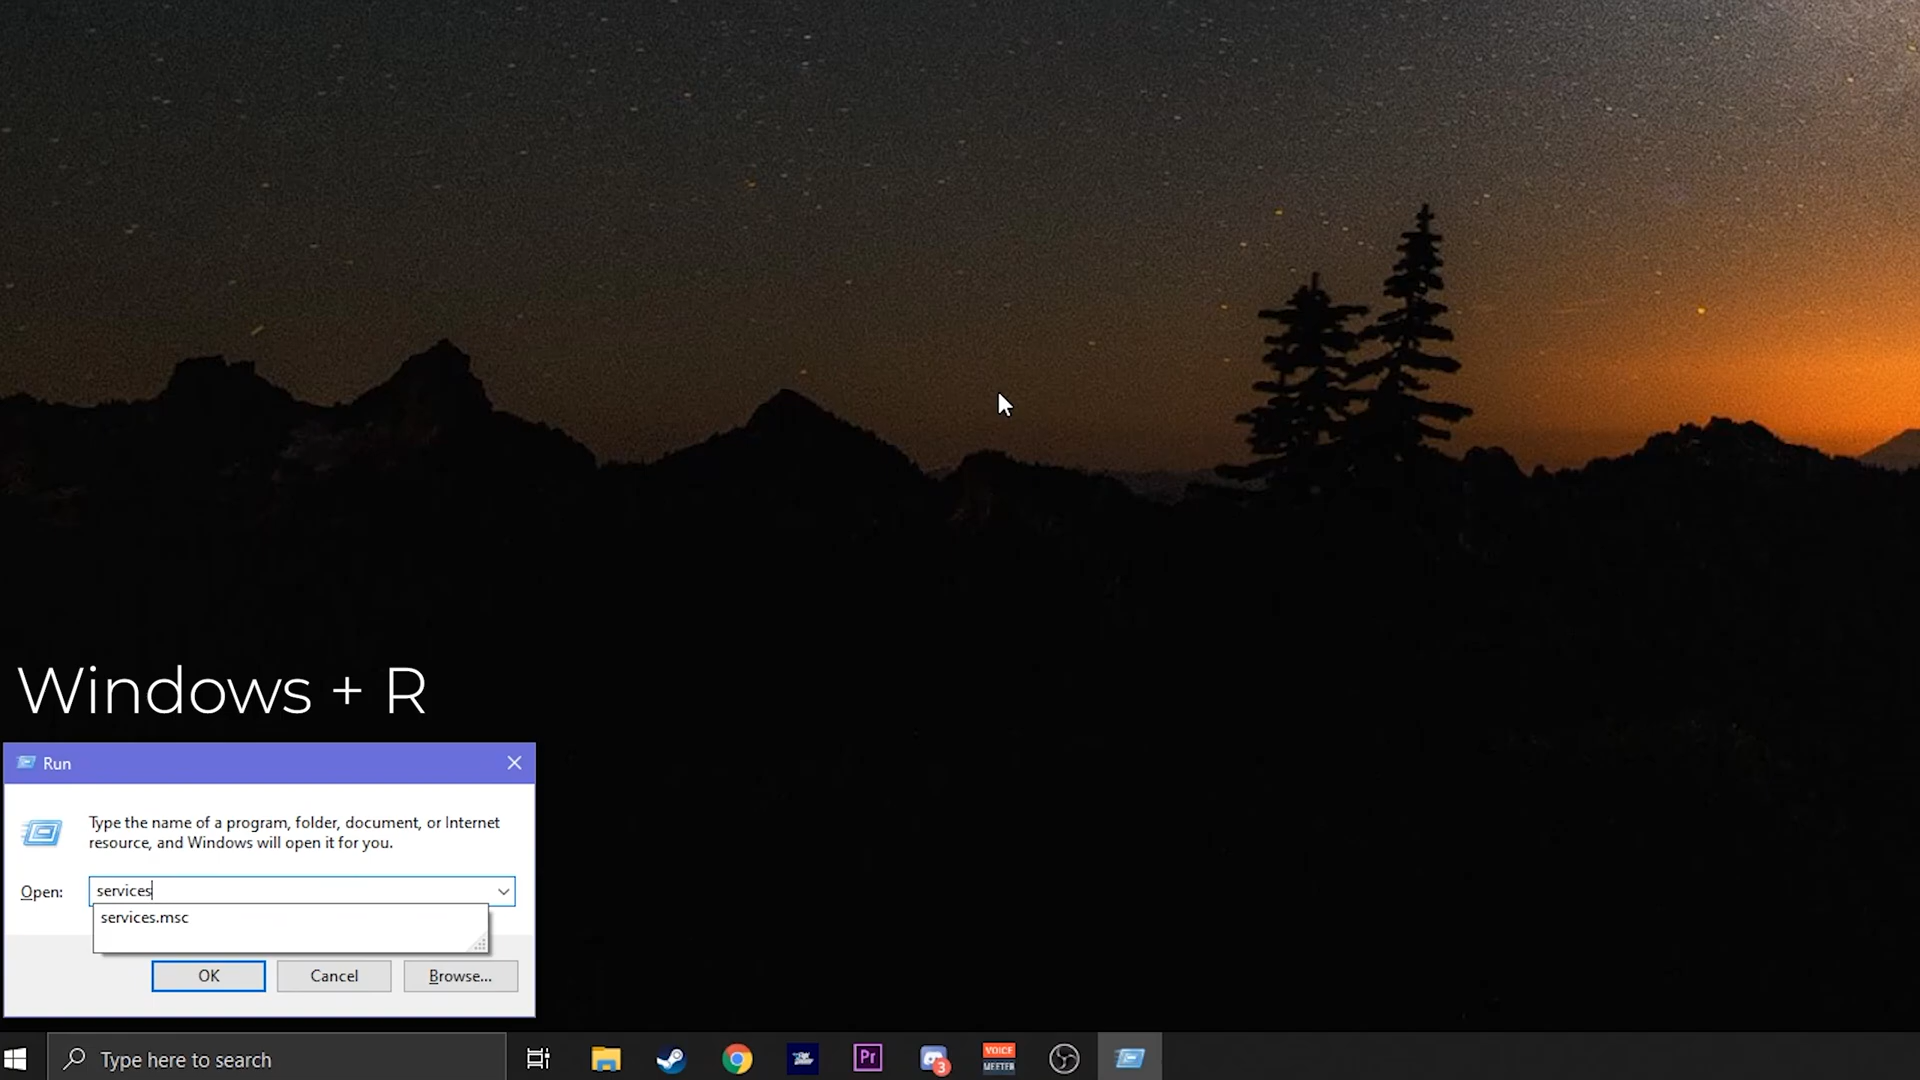 Windows + R
Run
Type the name of a program, folder, document, or Internet
resource, and Windows will open it for you.
Open:
services
services.msc
OK
Cancel
Browse...
Type here to search
Pr
3
VOICE
MEETER